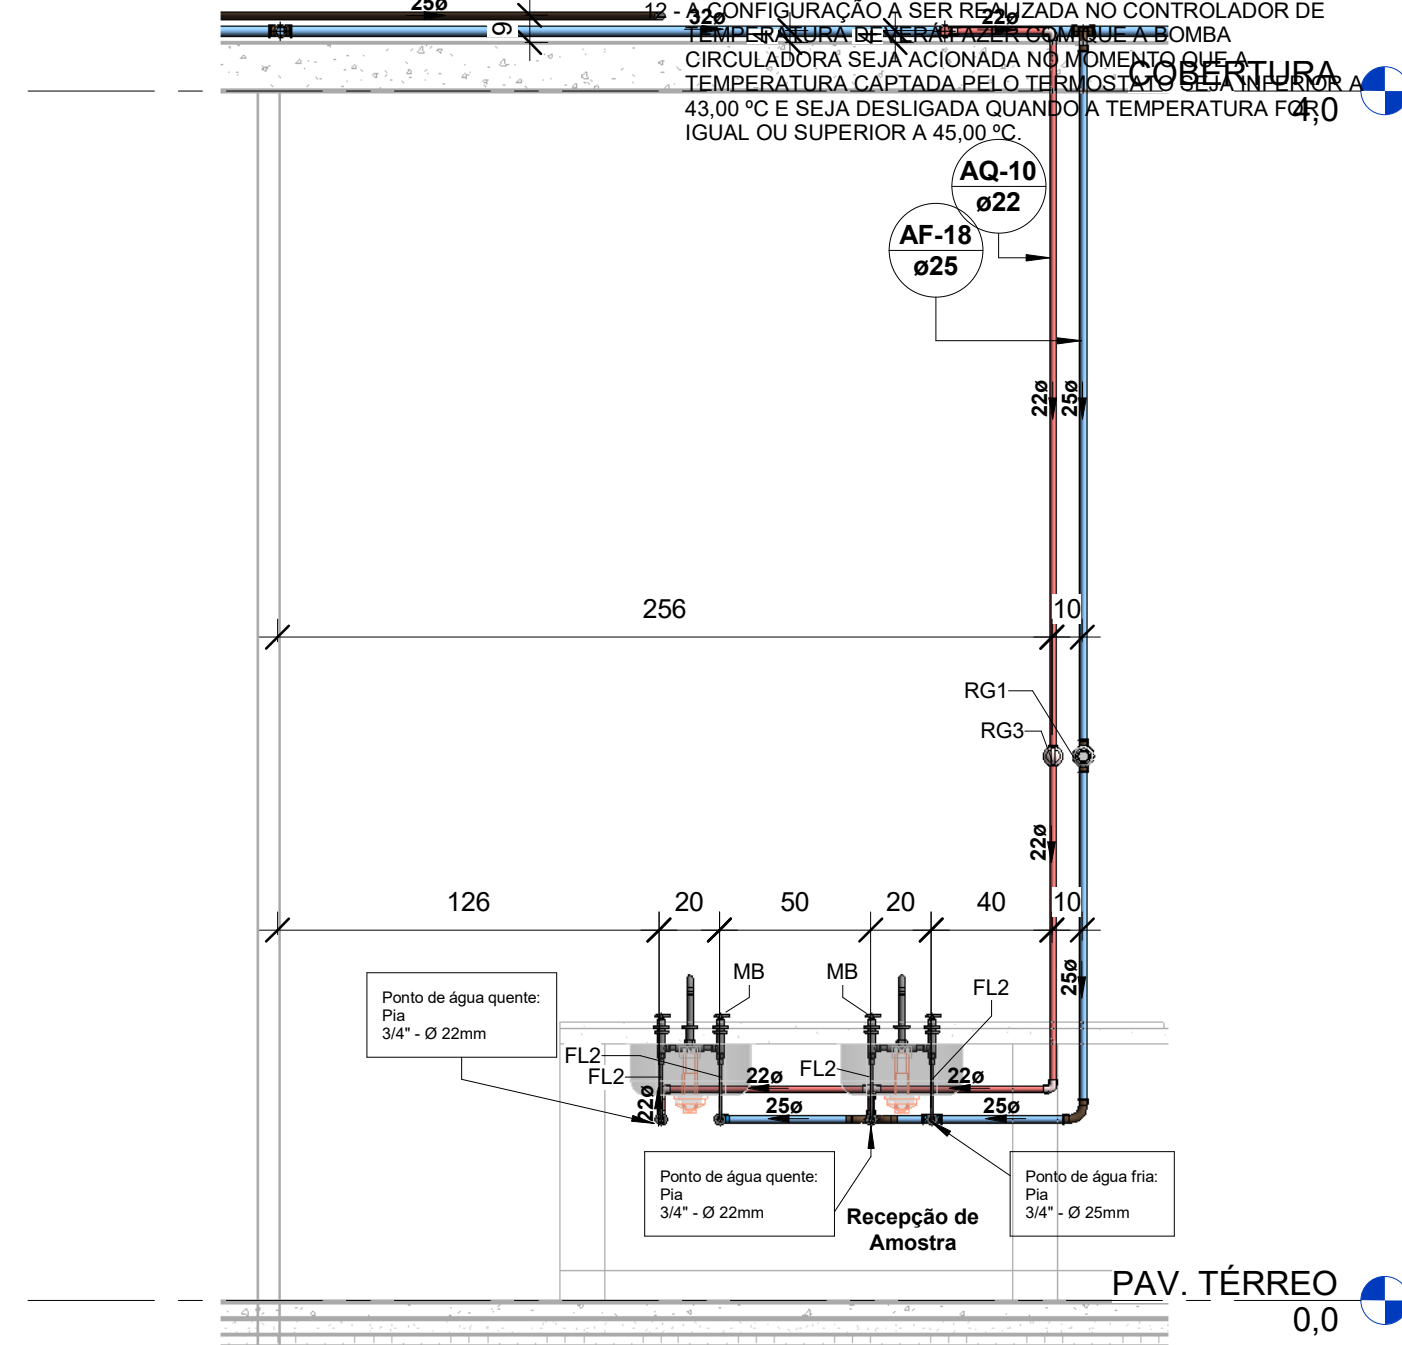 25ø
12 - A CONFIGURAÇÃO A SER REALIZADA NO CONTROLADOR DE
TEMPERATURA DEVERÁ FAZER COM QUE A BOMBA
CIRCULADORA SEJA ACIONADA NO MOMENTO QUE A
TEMPERATURA CAPTADA PELO TERMOSTATO SEJA INFERIOR A
43,00 ºC E SEJA DESLIGADA QUANDO A TEMPERATURA FOR
IGUAL OU SUPERIOR A 45,00 ºC.
32ø
22ø
9
COBERTURA
4,0
AQ-10
ø22
AF-18
ø25
22ø
25ø
256
10
RG1
RG3
22ø
126
20
50
20
40
10
25ø
MB
MB
FL2
Ponto de água quente:
Pia
3/4" - Ø 22mm
FL2
FL2
FL2
22ø
22ø
22ø
25ø
25ø
Ponto de água quente:
Pia
3/4" - Ø 22mm
Ponto de água fria:
Pia
3/4" - Ø 25mm
Recepção de
Amostra
PAV. TÉRREO
0,0